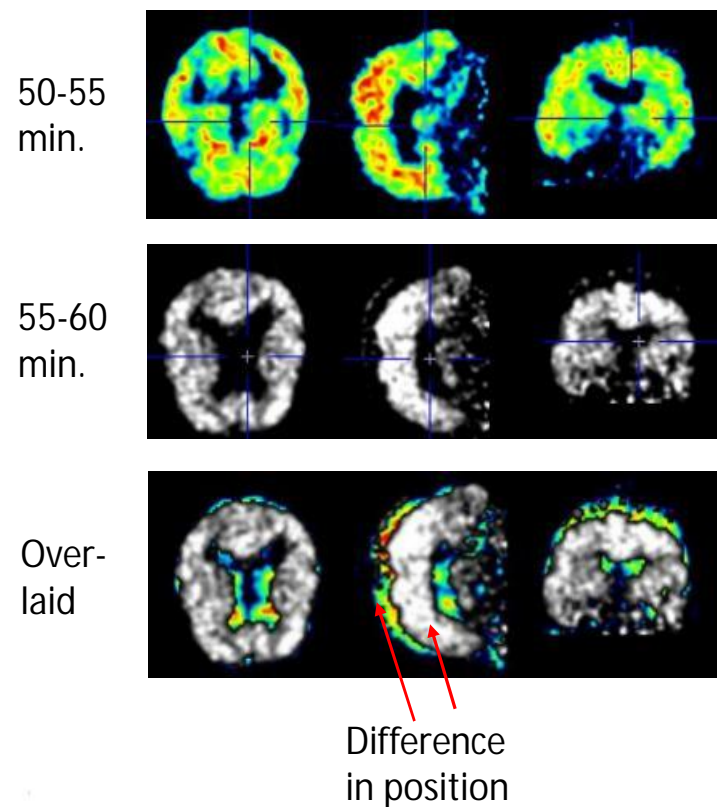 50-55
min.
55-60
min.
Over-
laid
Difference
in position